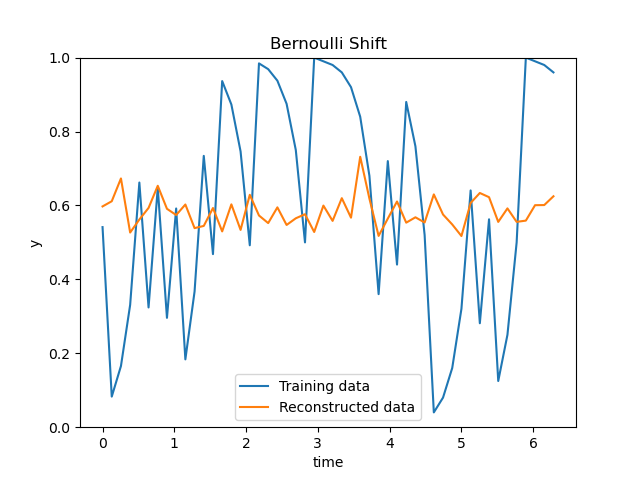 Bernoulli Shift
1.0
0.8
0.6
0.4
0.2
0.0
y
Training data
Reconstructed data
0 1 2 3 4 5 6
time